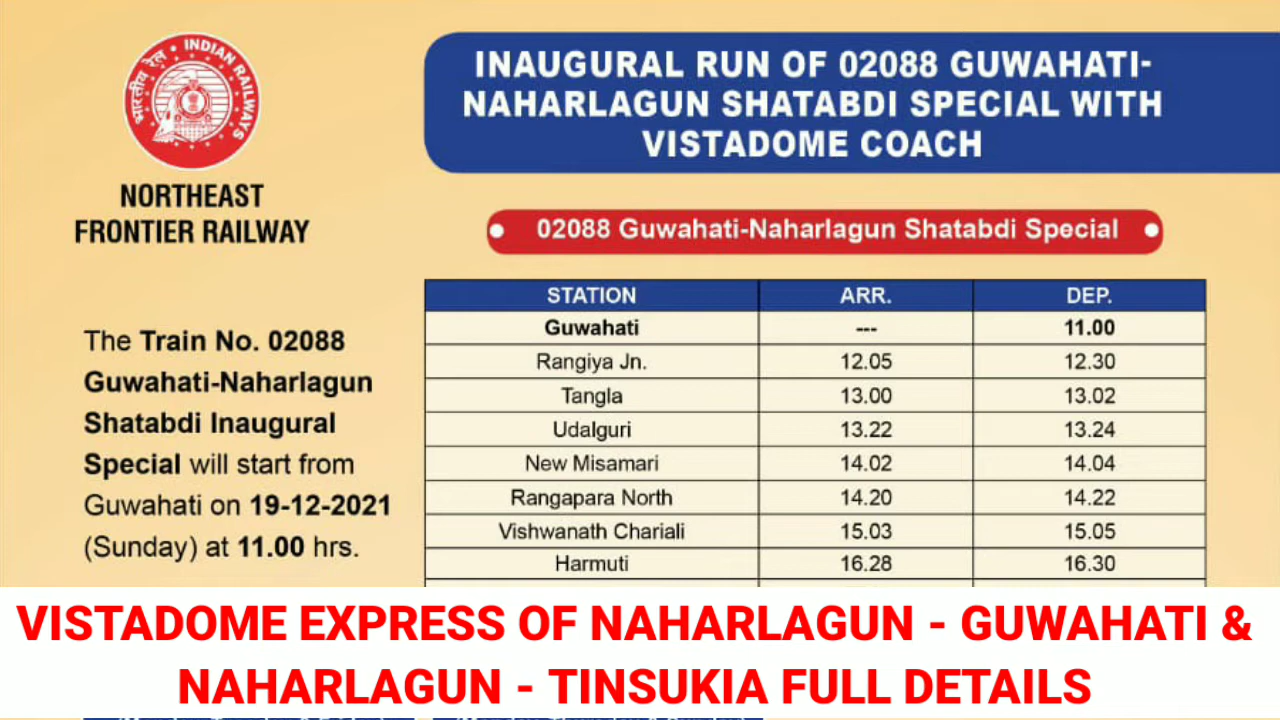 भारतीय रेल • INDIAN RAILWAYS
NORTHEAST
FRONTIER RAILWAY
INAUGURAL RUN OF 02088 GUWAHATI-
NAHARLAGUN SHATABDI SPECIAL WITH
VISTADOME COACH
02088 Guwahati-Naharlagun Shatabdi Special
The Train No. 02088
Guwahati-Naharlagun
Shatabdi Inaugural
Special will start from
Guwahati on 19-12-2021
(Sunday) at 11.00 hrs.
STATION ARR. DEP.
Guwahati --- 11.00
Rangiya Jn. 12.05 12.30
Tangla 13.00 13.02
Udalguri 13.22 13.24
New Misamari 14.02 14.04
Rangapara North 14.20 14.22
Vishwanath Chariali 15.03 15.05
Harmuti 16.28 16.30
VISTADOME EXPRESS OF NAHARLAGUN - GUWAHATI &
NAHARLAGUN - TINSUKIA FULL DETAILS